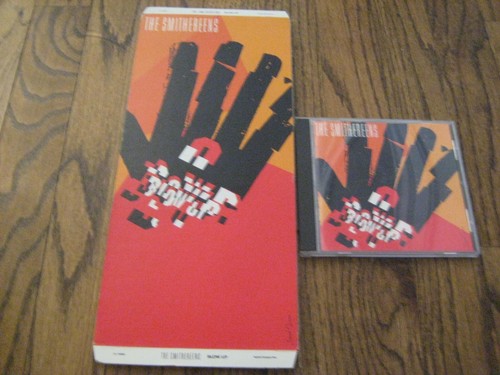 THE SMITHEREENS
BLOW UP
THE SMITHEREENS BLOW UP
THE SMITHEREENS
BLOW UP